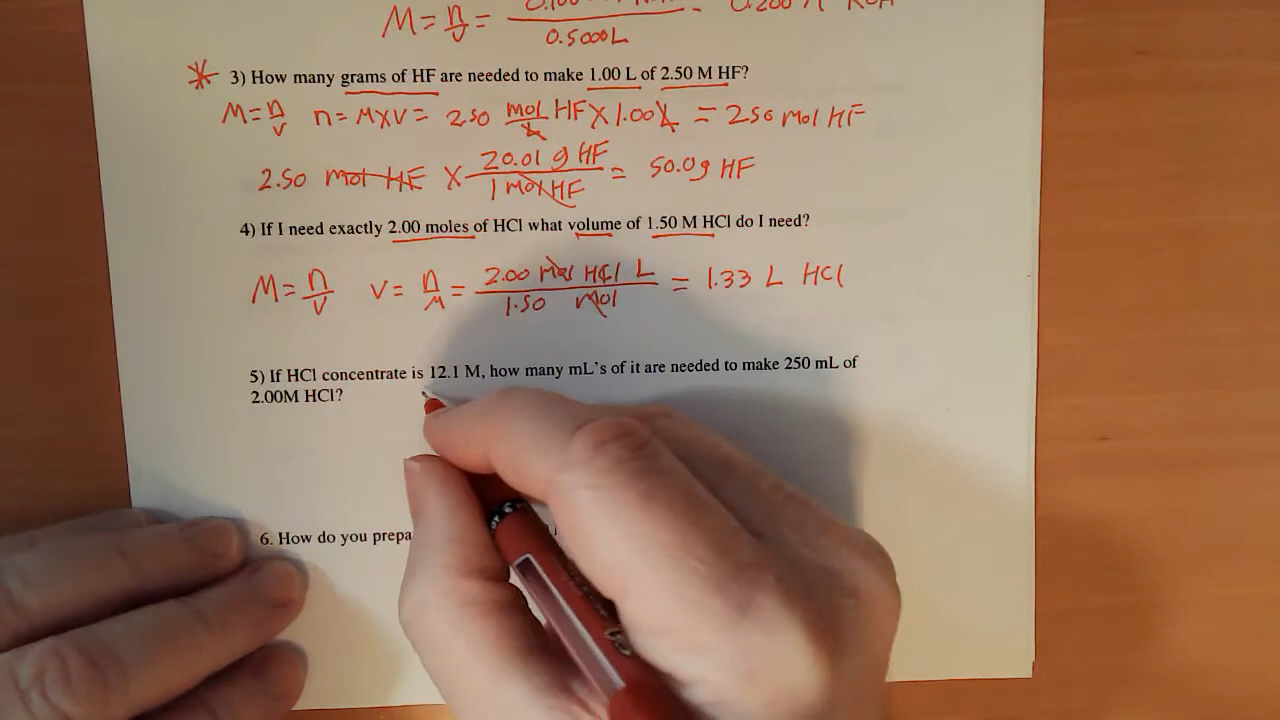 M = n/v =
0.5000L
3) How many grams of HF are needed to make 1.00 L of 2.50 M HF?
M = n/v n = M x V = 2.50 mol/L HF x 1.00 L = 2.50 mol HF
2.50 mol HF x 20.01 g HF / 1 mol HF = 50.0g HF
4) If I need exactly 2.00 moles of HCl what volume of 1.50 M HCl do I need?
M = n/v v = n/M = 2.00 mol HCl L / 1.50 mol = 1.33 L HCl
5) If HCl concentrate is 12.1 M, how many mL's of it are needed to make 250 mL of
2.00M HCl?
6. How do you